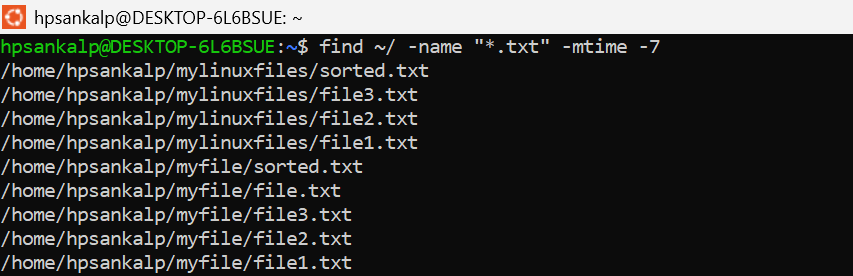 hpsankalp@DESKTOP-6L6BSUE: ~
hpsankalp@DESKTOP-6L6BSUE:~$ find ~/ -name "*.txt" -mtime -7
/home/hpsankalp/mylinuxfiles/sorted.txt
/home/hpsankalp/mylinuxfiles/file3.txt
/home/hpsankalp/mylinuxfiles/file2.txt
/home/hpsankalp/mylinuxfiles/file1.txt
/home/hpsankalp/myfile/sorted.txt
/home/hpsankalp/myfile/file.txt
/home/hpsankalp/myfile/file3.txt
/home/hpsankalp/myfile/file2.txt
/home/hpsankalp/myfile/file1.txt